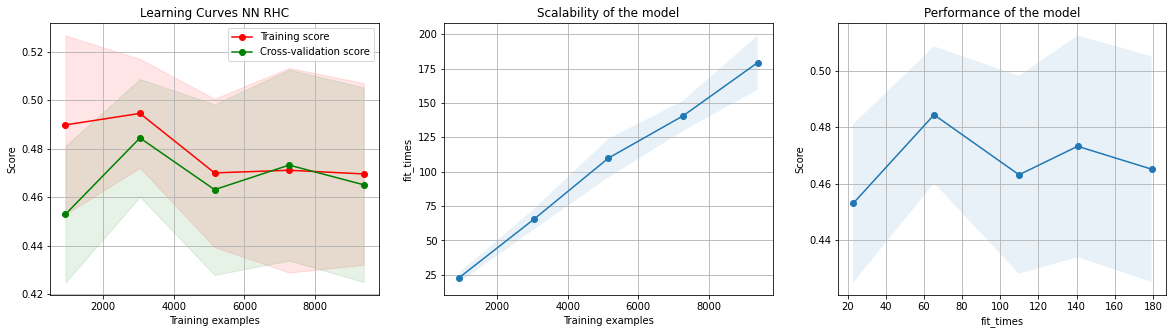 Learning Curves NN RHC
Training score
Cross-validation score
0.52
0.50
0.48
0.46
0.44
0.42
Score
2000 4000 6000 8000
Training examples
Scalability of the model
200
175
150
125
100
75
50
25
fit_times
2000 4000 6000 8000
Training examples
Performance of the model
0.50
0.48
0.46
0.44
Score
20 40 60 80 100 120 140 160 180
fit_times